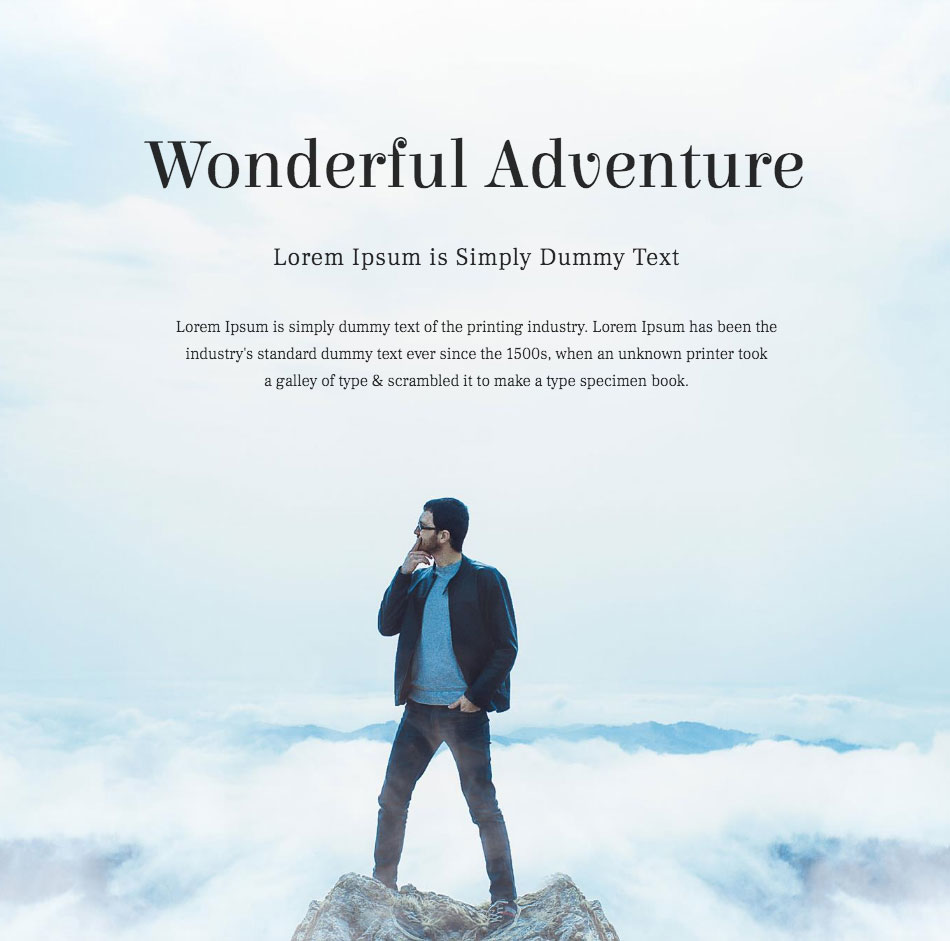 Wonderful Adventure
Lorem Ipsum is Simply Dummy Text
Lorem Ipsum is simply dummy text of the printing industry. Lorem Ipsum has been the
industry's standard dummy text ever since the 1500s, when an unknown printer took
a galley of type & scrambled it to make a type specimen book.